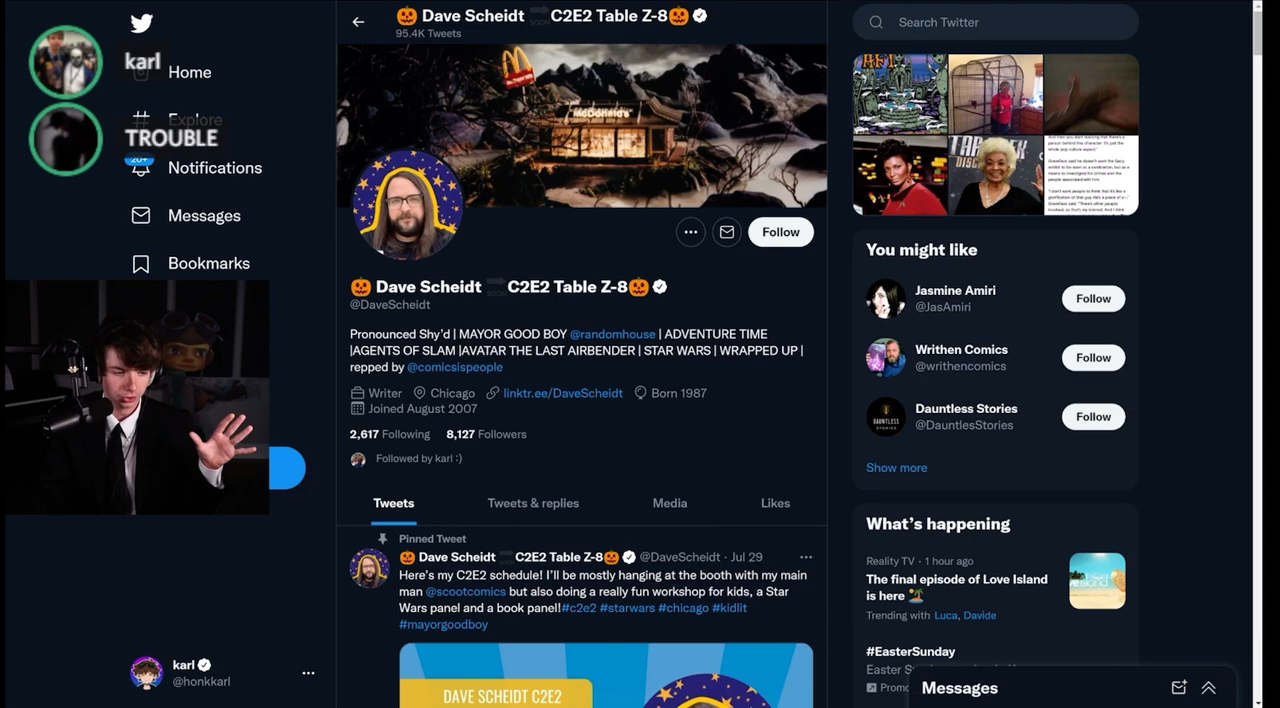 karl
Home
Explore
TROUBLE
20+
Notifications
Messages
Bookmarks
karl
@honkkarl
🎃 Dave Scheidt 🔜 C2E2 Table Z-8🎃
95.4K Tweets
McDonald's
McDonald's
Follow
🎃 Dave Scheidt 🔜 C2E2 Table Z-8🎃
@DaveScheidt
Pronounced Shy'd | MAYOR GOOD BOY @randomhouse | ADVENTURE TIME
|AGENTS OF SLAM |AVATAR THE LAST AIRBENDER | STAR WARS | WRAPPED UP |
repped by @comicsispeople
Writer Chicago linktr.ee/DaveScheidt Born 1987
Joined August 2007
2,617 Following 8,127 Followers
Followed by karl :)
Tweets Tweets & replies Media Likes
Pinned Tweet
🎃 Dave Scheidt 🔜 C2E2 Table Z-8🎃 @DaveScheidt · Jul 29
Here's my C2E2 schedule! I'll be mostly hanging at the booth with my main
man @scootcomics but also doing a really fun workshop for kids, a Star
Wars panel and a book panel!#c2e2 #starwars #chicago #kidlit
#mayorgoodboy
DAVE SCHEIDT C2E2
Search Twitter
You might like
Jasmine Amiri
@JasAmiri
Follow
Writhen Comics
@writhencomics
Follow
Dauntless Stories
@DauntlesStories
Follow
Show more
What's happening
Reality TV · 1 hour ago
The final episode of Love Island
is here 🏝️
Trending with Luca, Davide
#EasterSunday
Easter
Messages